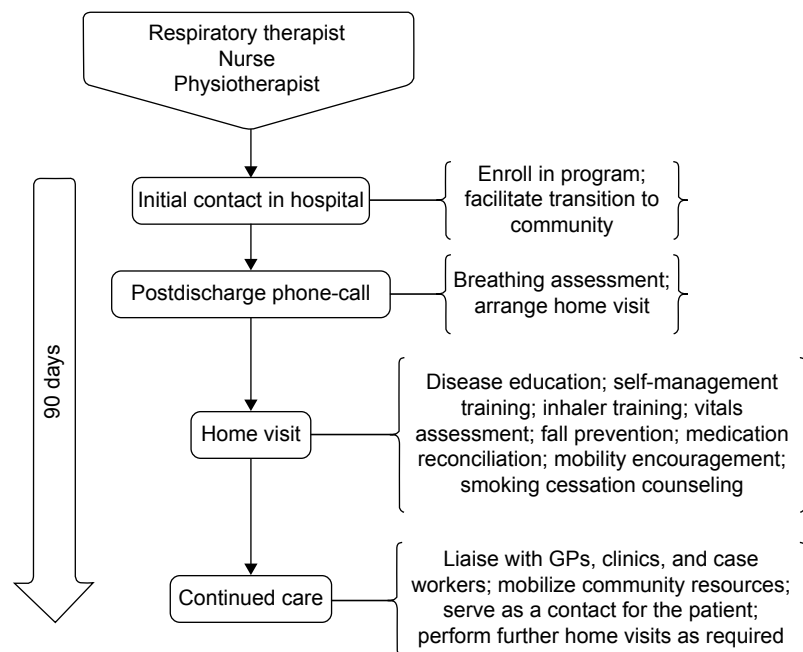 Respiratory therapist
Nurse
Physiotherapist
Initial contact in hospital
Enroll in program;
facilitate transition to
community
Postdischarge phone-call
Breathing assessment;
arrange home visit
90 days
Home visit
Disease education; self-management
training; inhaler training; vitals
assessment; fall prevention; medication
reconciliation; mobility encouragement;
smoking cessation counseling
Continued care
Liaise with GPs, clinics, and case
workers; mobilize community resources;
serve as a contact for the patient;
perform further home visits as required